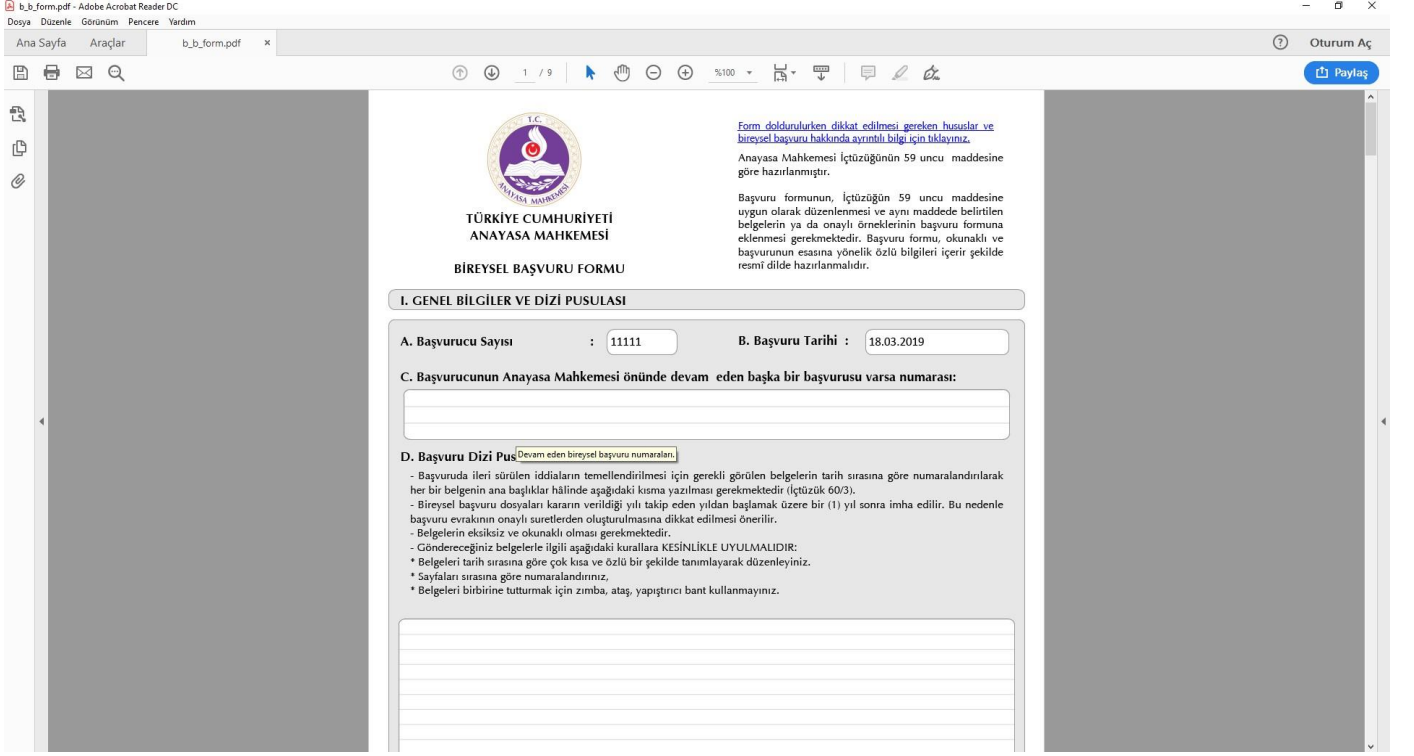 b_b_form.pdf - Adobe Acrobat Reader DC
Dosya Düzenle Görünüm Pencere Yardım
Ana Sayfa Araçlar b_b_form.pdf × Oturum Aç
1 / 9 %100 Paylaş
T.C.
ANAYASA MAHKEMESİ
TÜRKİYE CUMHURİYETİ
ANAYASA MAHKEMESİ
BİREYSEL BAŞVURU FORMU
Form doldurulurken dikkat edilmesi gereken hususlar ve
bireysel başvuru hakkında ayrıntılı bilgi için tıklayınız.
Anayasa Mahkemesi İçtüzüğünün 59 uncu maddesine
göre hazırlanmıştır.
Başvuru formunun, İçtüzüğün 59 uncu maddesine
uygun olarak düzenlenmesi ve aynı maddede belirtilen
belgelerin ya da onaylı örneklerinin başvuru formuna
eklenmesi gerekmektedir. Başvuru formu, okunaklı ve
başvurunun esasına yönelik özlü bilgileri içerir şekilde
resmî dilde hazırlanmalıdır.
I. GENEL BİLGİLER VE DİZİ PUSULASI
A. Başvurucu Sayısı : 11111 B. Başvuru Tarihi : 18.03.2019
C. Başvurucunun Anayasa Mahkemesi önünde devam eden başka bir başvurusu varsa numarası:
D. Başvuru Dizi Pus
Devam eden bireysel başvuru numaraları.
- Başvuruda ileri sürülen iddiaların temellendirilmesi için gerekli görülen belgelerin tarih sırasına göre numaralandırılarak
her bir belgenin ana başlıklar hâlinde aşağıdaki kısma yazılması gerekmektedir (İçtüzük 60/3).
- Bireysel başvuru dosyaları kararın verildiği yılı takip eden yıldan başlamak üzere bir (1) yıl sonra imha edilir. Bu nedenle
başvuru evrakının onaylı suretlerden oluşturulmasına dikkat edilmesi önerilir.
- Belgelerin eksiksiz ve okunaklı olması gerekmektedir.
- Göndereceğiniz belgelerle ilgili aşağıdaki kurallara KESİNLİKLE UYULMALIDIR:
* Belgeleri tarih sırasına göre çok kısa ve özlü bir şekilde tanımlayarak düzenleyiniz.
* Sayfaları sırasına göre numaralandırınız,
* Belgeleri birbirine tutturmak için zımba, ataş, yapıştırıcı bant kullanmayınız.